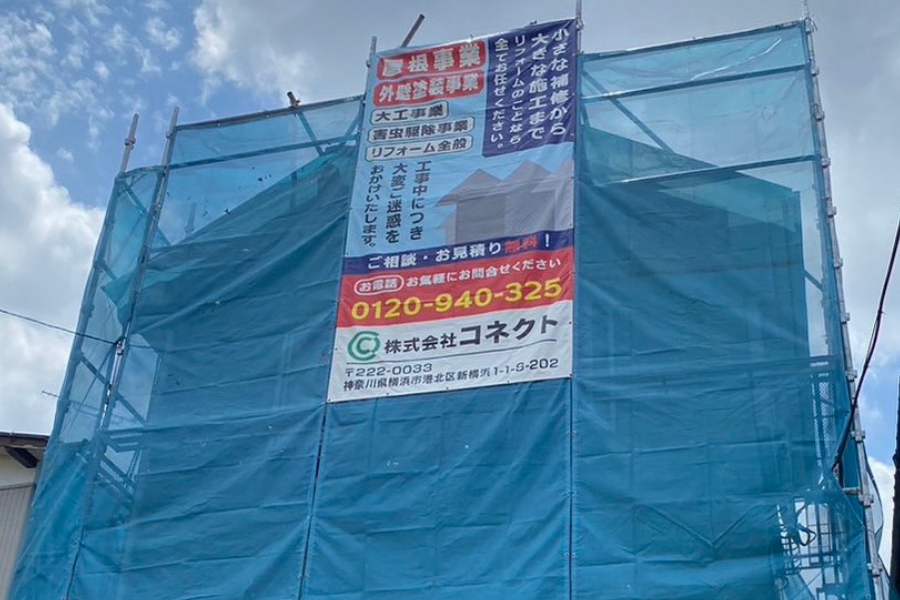 小さな補修から
大きな施工まで
リフォームのことなら
全てお任せください。
屋根事業
外壁塗装事業
大工事業
害虫駆除事業
リフォーム全般
工事中につき
大変ご迷惑を
おかけいたします。
ご相談・お見積り無料！
お電話 お気軽にお問合せください
0120-940-325
株式会社コネクト
〒222-0033
神奈川県横浜市港北区新横浜1-1-8-202